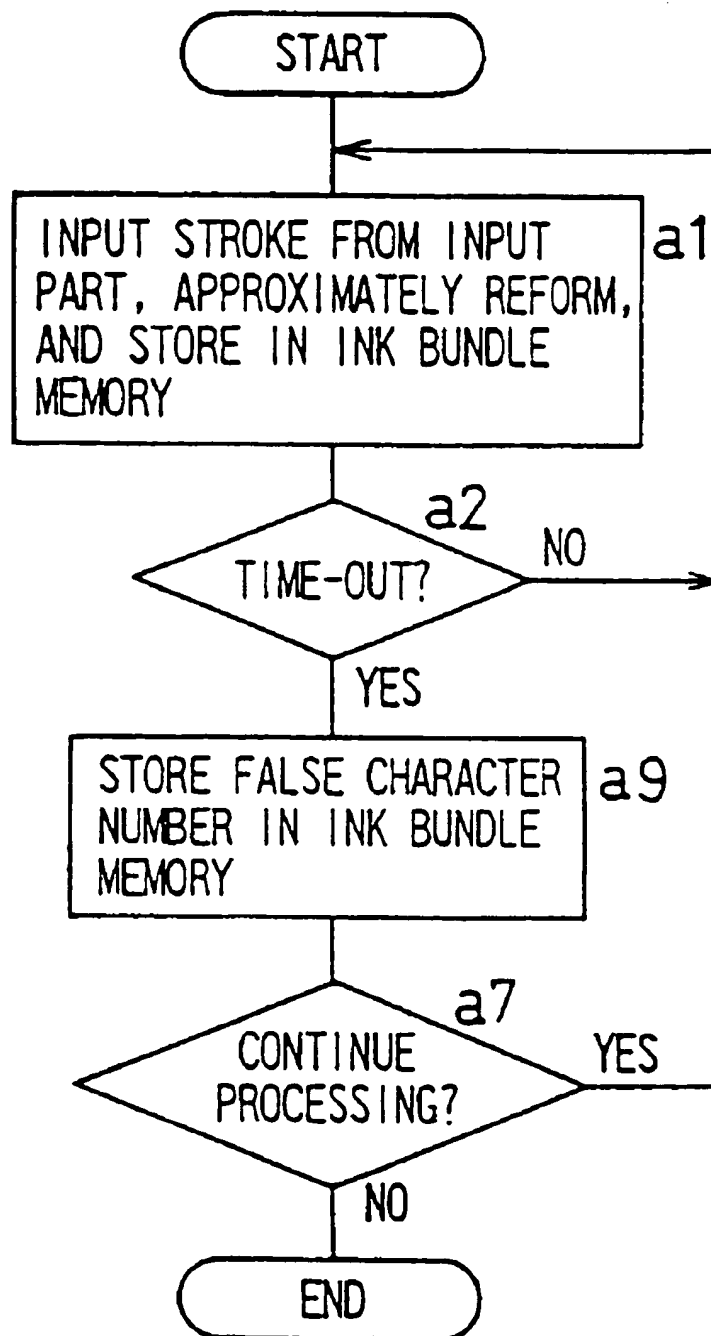 START
INPUT STROKE FROM INPUT
PART, APPROXIMATELY REFORM,
AND STORE IN INK BUNDLE
MEMORY
a1
a2
TIME-OUT?
NO
YES
STORE FALSE CHARACTER
NUMBER IN INK BUNDLE
MEMORY
a9
a7
CONTINUE
PROCESSING?
YES
NO
END